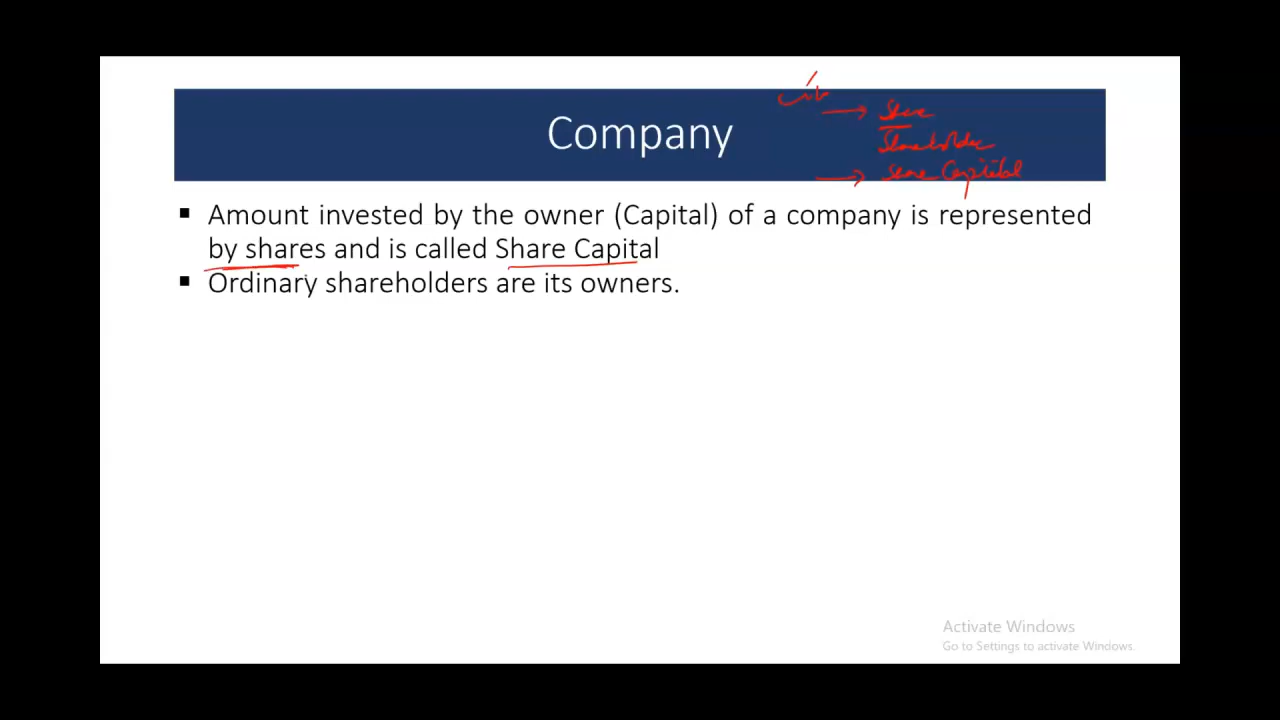 Company
Share
Shareholder
Share Capital
▪ Amount invested by the owner (Capital) of a company is represented
by shares and is called Share Capital
▪ Ordinary shareholders are its owners.
Activate Windows
Go to Settings to activate Windows.